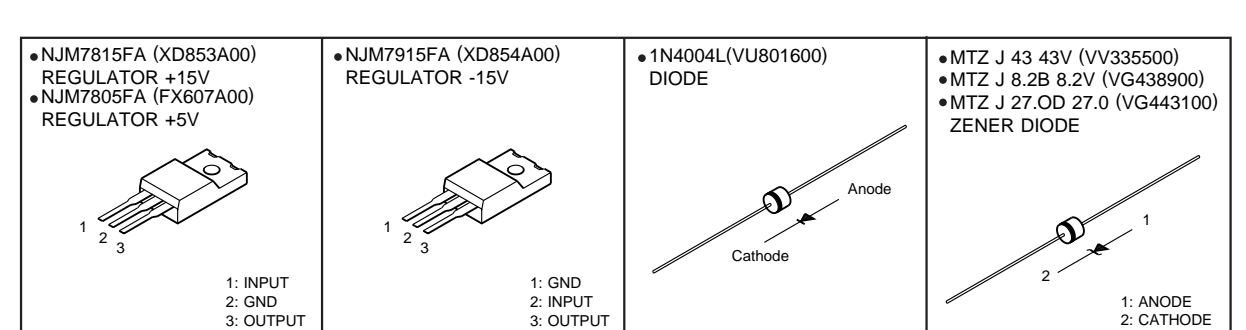 ●NJM7815FA (XD853A00)
REGULATOR +15V
●NJM7805FA (FX607A00)
REGULATOR +5V
1
2
3
1: INPUT
2: GND
3: OUTPUT
●NJM7915FA (XD854A00)
REGULATOR -15V
1
2
3
1: GND
2: INPUT
3: OUTPUT
●1N4004L(VU801600)
DIODE
Anode
Cathode
●MTZ J 43 43V (VV335500)
●MTZ J 8.2B 8.2V (VG438900)
●MTZ J 27.OD 27.0 (VG443100)
ZENER DIODE
1
2
1: ANODE
2: CATHODE